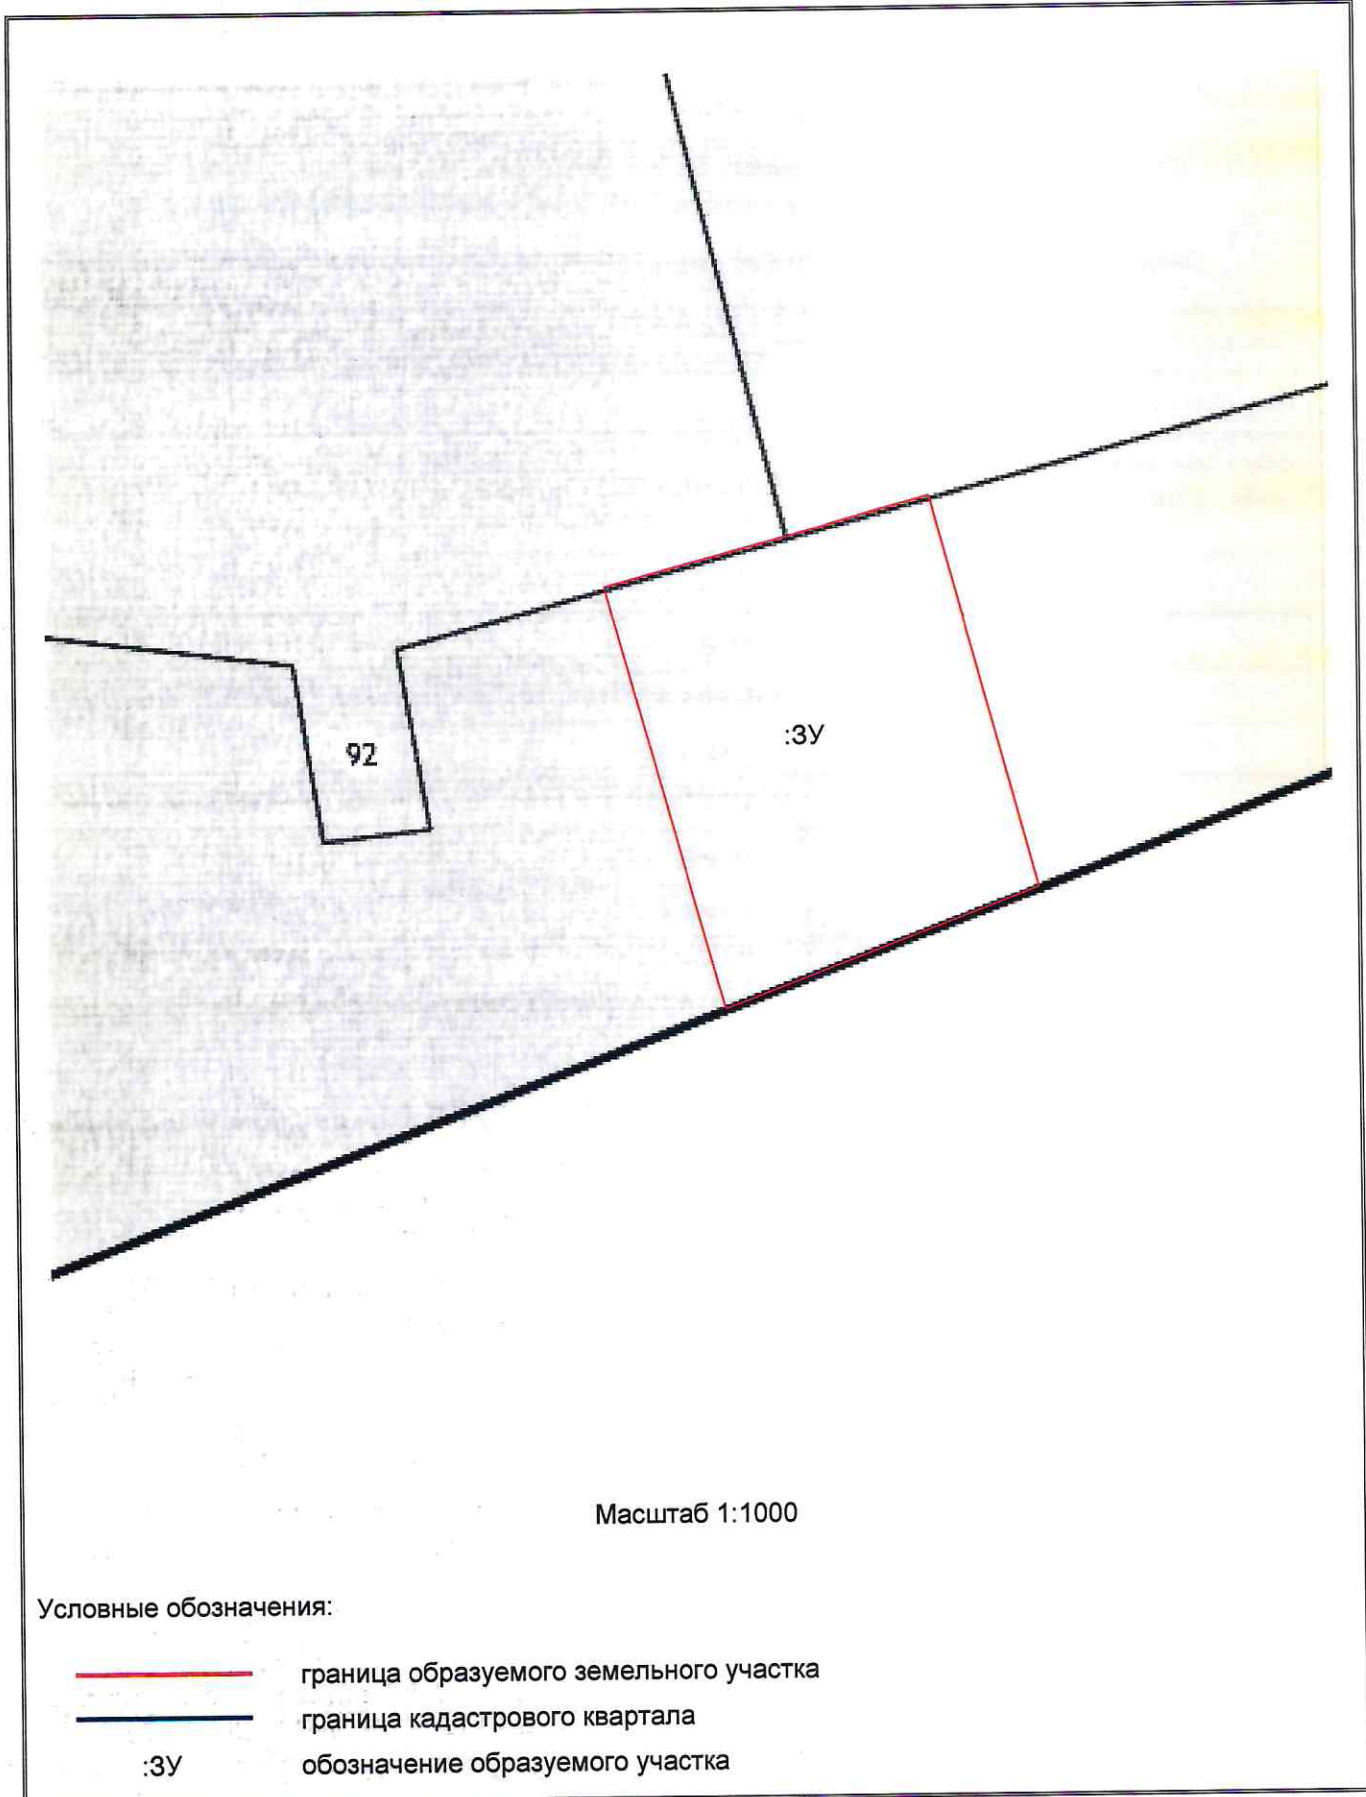 :ЗУ
92
Масштаб 1:1000
Условные обозначения:
граница образуемого земельного участка
граница кадастрового квартала
:ЗУ обозначение образуемого участка